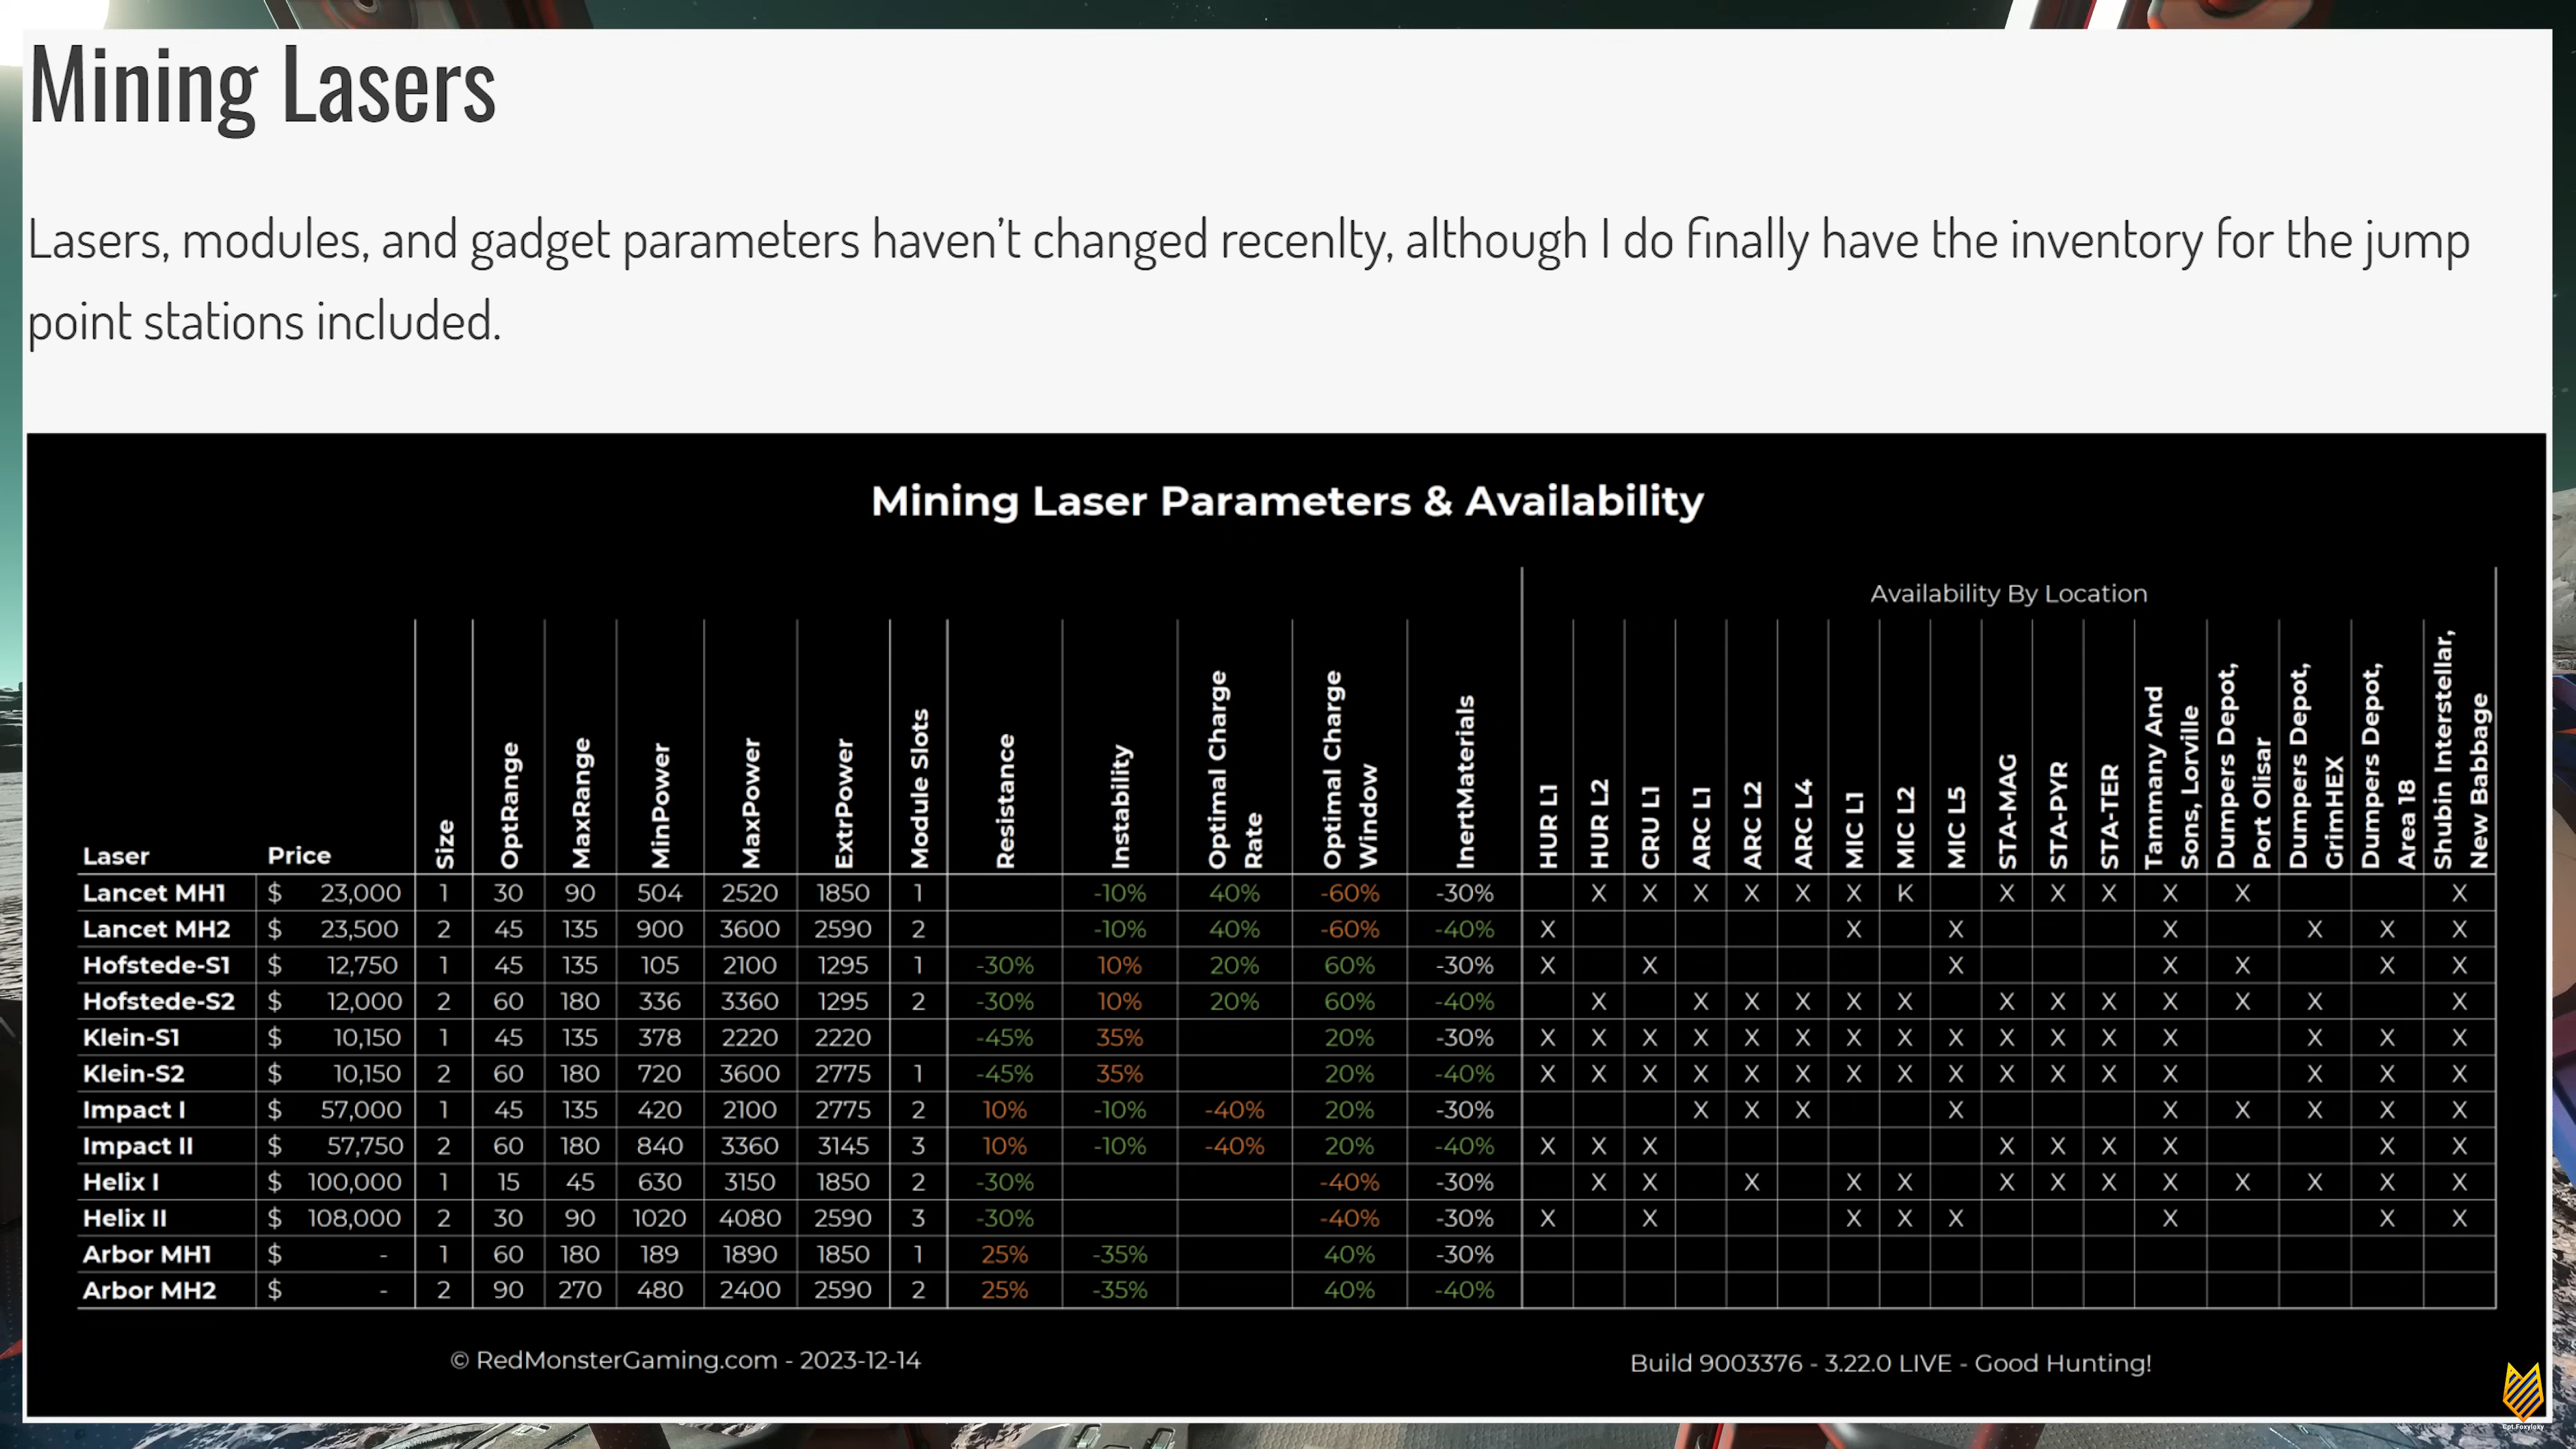 Mining Lasers
Lasers, modules, and gadget parameters haven't changed recenlty, although I do finally have the inventory for the jump
point stations included.
Mining Laser Parameters & Availability
Availability By Location
Laser Price Size OptRange MaxRange MinPower MaxPower ExtrPower Module Slots Resistance Instability Optimal Charge Rate Optimal Charge Window InertMaterials HUR L1 HUR L2 CRU L1 ARC L1 ARC L2 ARC L4 MIC L1 MIC L2 MIC L5 STA-MAG STA-PYR STA-TER Tammany And Sons, Lorville Dumpers Depot, Port Olisar Dumpers Depot, GrimHEX Dumpers Depot, Area 18 Shubin Interstellar, New Babbage
Lancet MH1 $ 23,000 1 30 90 504 2520 1850 1 -10% 40% -60% -30% X X X X X X K X X X X X X
Lancet MH2 $ 23,500 2 45 135 900 3600 2590 2 -10% 40% -60% -40% X X X X X X X
Hofstede-S1 $ 12,750 1 45 135 105 2100 1295 1 -30% 10% 20% 60% -30% X X X X X X X
Hofstede-S2 $ 12,000 2 60 180 336 3360 1295 2 -30% 10% 20% 60% -40% X X X X X X X X X X X X X
Klein-S1 $ 10,150 1 45 135 378 2220 2220 -45% 35% 20% -30% X X X X X X X X X X X X X X X X
Klein-S2 $ 10,150 2 60 180 720 3600 2775 1 -45% 35% 20% -40% X X X X X X X X X X X X X X X X
Impact I $ 57,000 1 45 135 420 2100 2775 2 10% -10% -40% 20% -30% X X X X X X X X X
Impact II $ 57,750 2 60 180 840 3360 3145 3 10% -10% -40% 20% -40% X X X X X X X X X
Helix I $ 100,000 1 15 45 630 3150 1850 2 -30% -40% -30% X X X X X X X X X X X X X
Helix II $ 108,000 2 30 90 1020 4080 2590 3 -30% -40% -30% X X X X X X X X
Arbor MH1 $ - 1 60 180 189 1890 1850 1 25% -35% 40% -30%
Arbor MH2 $ - 2 90 270 480 2400 2590 2 25% -35% 40% -40%
© RedMonsterGaming.com - 2023-12-14
Build 9003376 - 3.22.0 LIVE - Good Hunting!
Cpt.Foxyloxy